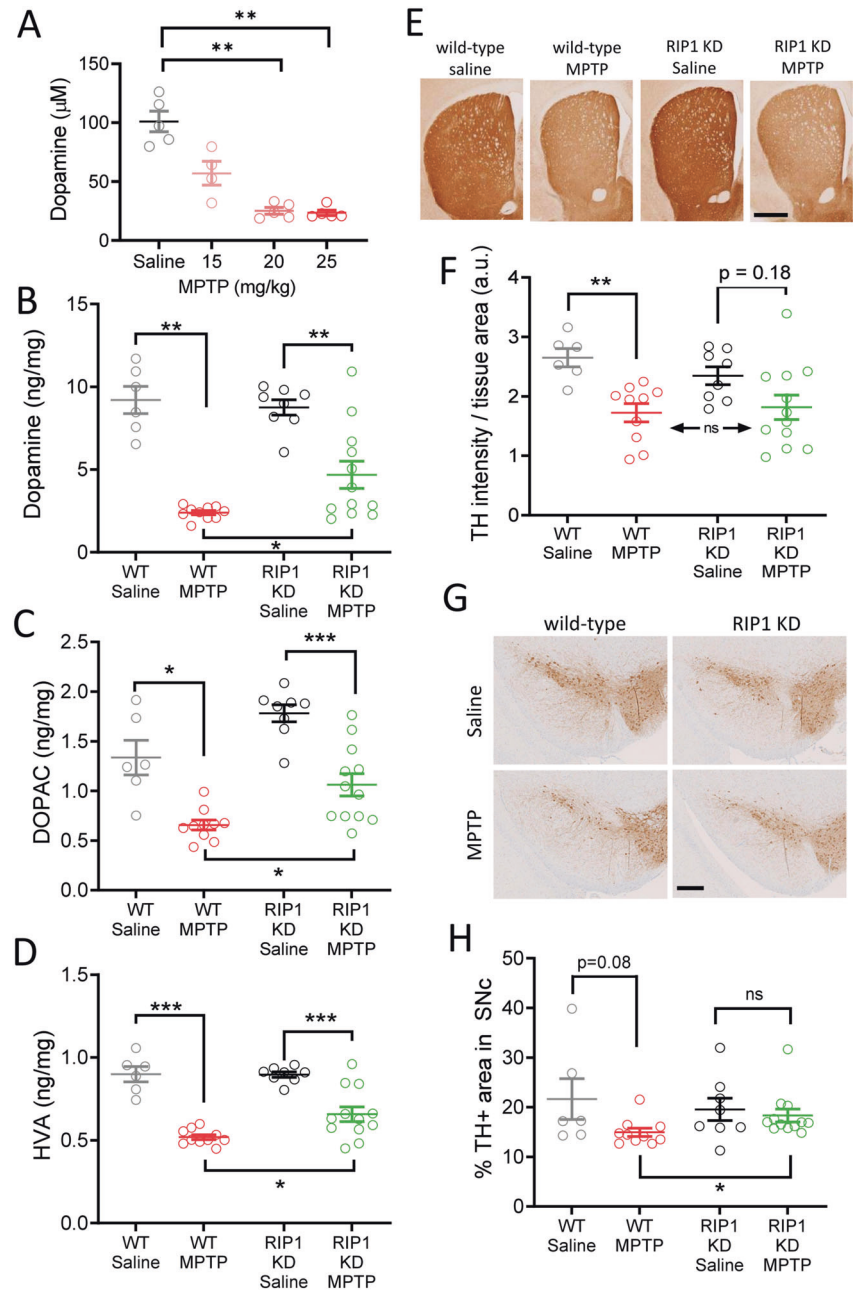 A
**
**
Dopamine (μM)
150
100
50
0
Saline 15 20 25
MPTP (mg/kg)
B
** **
Dopamine (ng/mg)
15
10
5
0
*
WT Saline
WT MPTP
RIP1 KD Saline
RIP1 KD MPTP
C
* ***
DOPAC (ng/mg)
2.5
2.0
1.5
1.0
0.5
0.0
*
WT Saline
WT MPTP
RIP1 KD Saline
RIP1 KD MPTP
D
*** ***
HVA (ng/mg)
1.5
1.0
0.5
0.0
*
WT Saline
WT MPTP
RIP1 KD Saline
RIP1 KD MPTP
E
wild-type saline
wild-type MPTP
RIP1 KD Saline
RIP1 KD MPTP
F
** p = 0.18
TH intensity / tissue area (a.u.)
4
3
2
1
0
ns
WT Saline
WT MPTP
RIP1 KD Saline
RIP1 KD MPTP
G
wild-type RIP1 KD
Saline
MPTP
H
p=0.08 ns
% TH+ area in SNc
50
40
30
20
10
0
*
WT Saline
WT MPTP
RIP1 KD Saline
RIP1 KD MPTP